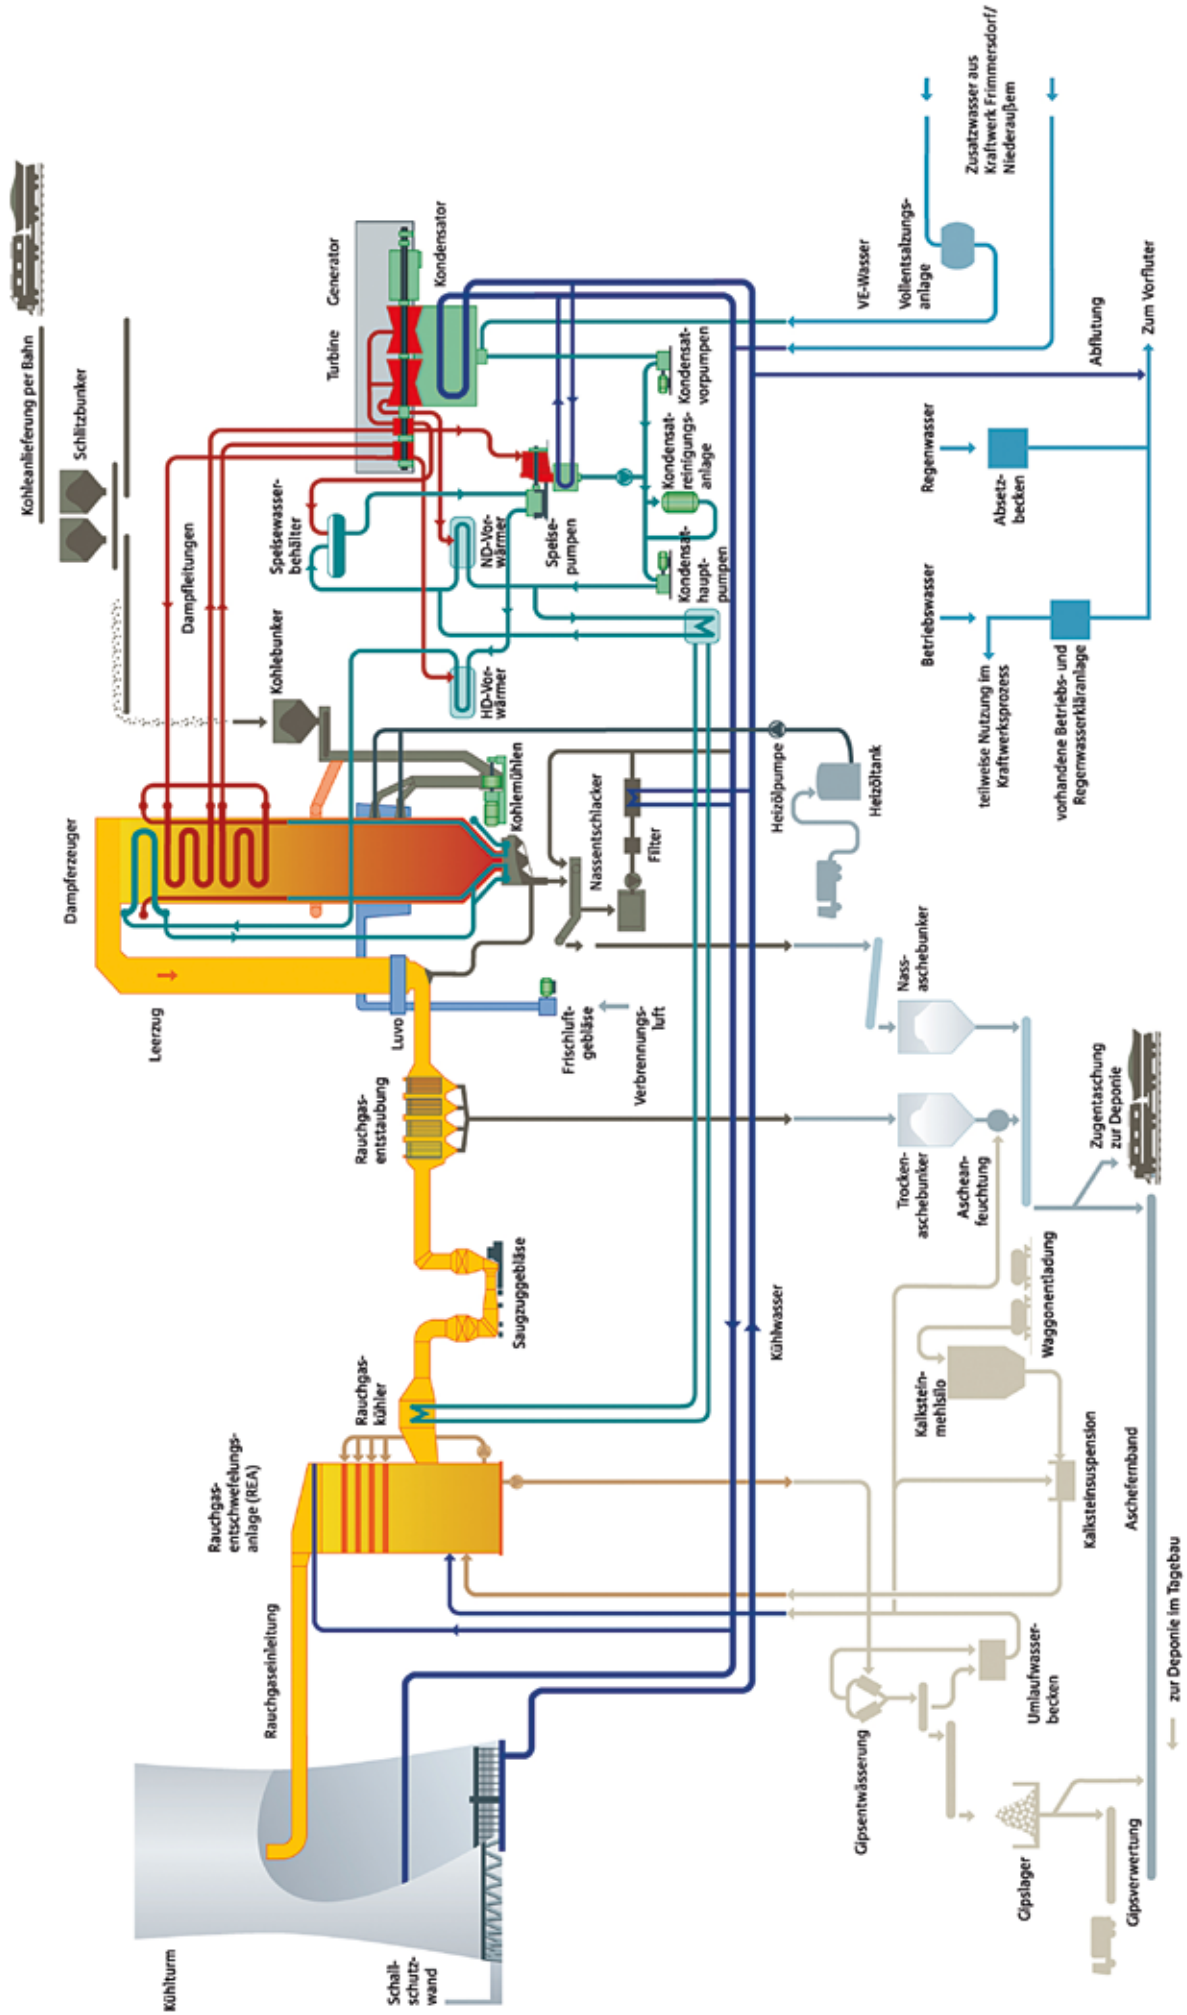 Kohleanlieferung per Bahn
Schlitzbunker
Dampfleitungen
Kohlebunker
Dampferzeuger
Leerzug
Luvo
Rauchgas-
entstaubung
Rauchgas-
kühler
Rauchgas-
entschwefelungs-
anlage (REA)
Rauchgaseinleitung
Kühlturm
Schall-
schutz-
wand
Turbine
Generator
Kondensator
Speisewasser-
behälter
ND-Vor-
wärmer
HD-Vor-
wärmer
Speise-
pumpen
Kondensat-
vorpumpen
Kondensat-
reinigungs-
anlage
Kondensat-
haupt-
pumpen
Kohlemühlen
Nassentschlacker
Filter
Heizölpumpe
Heizöltank
Frischluft-
gebläse
Verbrennungs-
luft
Saugzuggebläse
Kühlwasser
VE-Wasser
Vollentsalzungs-
anlage
Zusatzwasser aus
Kraftwerk Frimmersdorf/
Niederaußem
Abflutung
Zum Vorfluter
Regenwasser
Absetz-
becken
Betriebswasser
teilweise Nutzung im
Kraftwerksprozess
vorhandene Betriebs- und
Regenwasserkläranlage
Nass-
aschebunker
Trocken-
aschebunker
Aschean-
feuchtung
Zugentaschung
zur Deponie
Waggonentladung
Kalkstein-
mehlsilo
Kalksteinsuspension
Aschefernband
zur Deponie im Tagebau
Umlaufwasser-
becken
Gipsentwässerung
Gipslager
Gipsverwertung